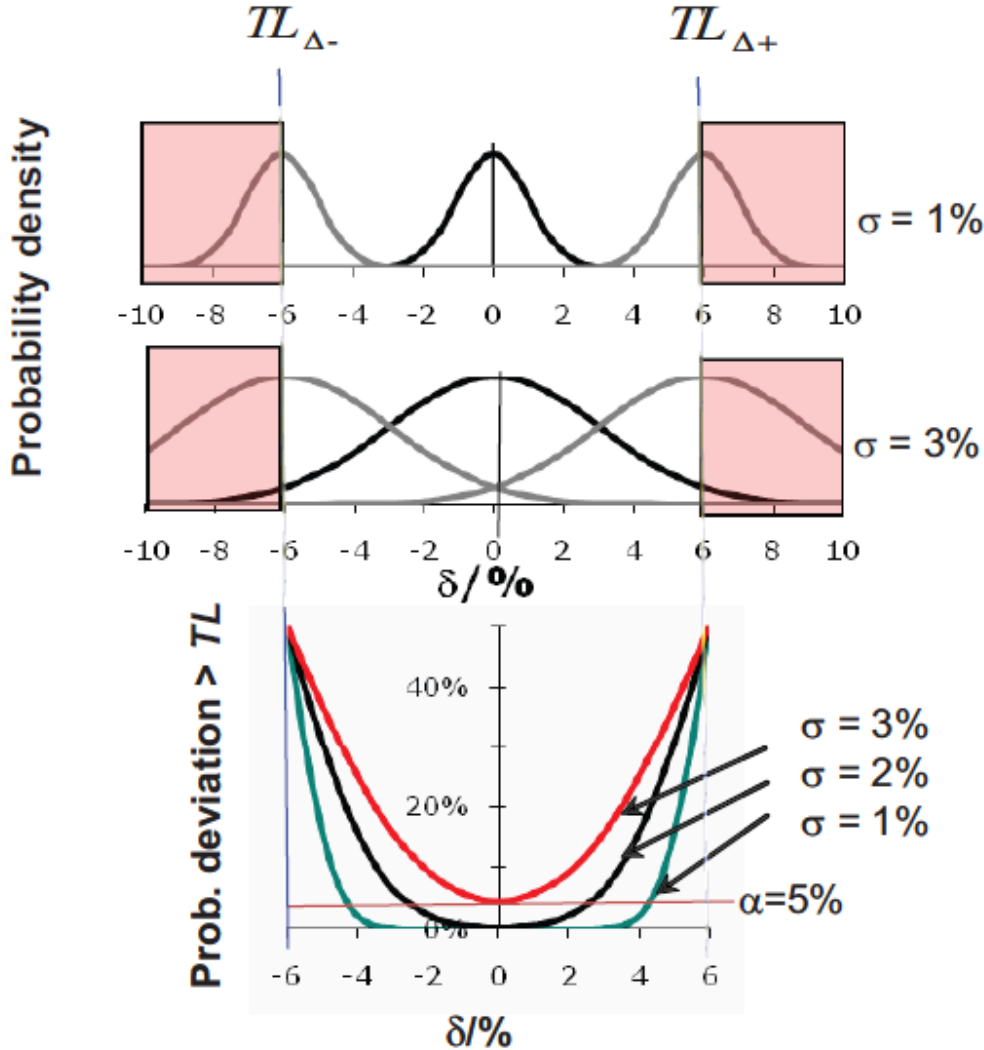 TL Δ- TL Δ+
Probability density
σ = 1%
-10 -8 -6 -4 -2 0 2 4 6 8 10
σ = 3%
-10 -8 -6 -4 -2 0 2 4 6 8 10
δ/%
Prob. deviation > TL
40%
20%
0%
σ = 3%
σ = 2%
σ = 1%
α=5%
-6 -4 -2 0 2 4 6
δ/%